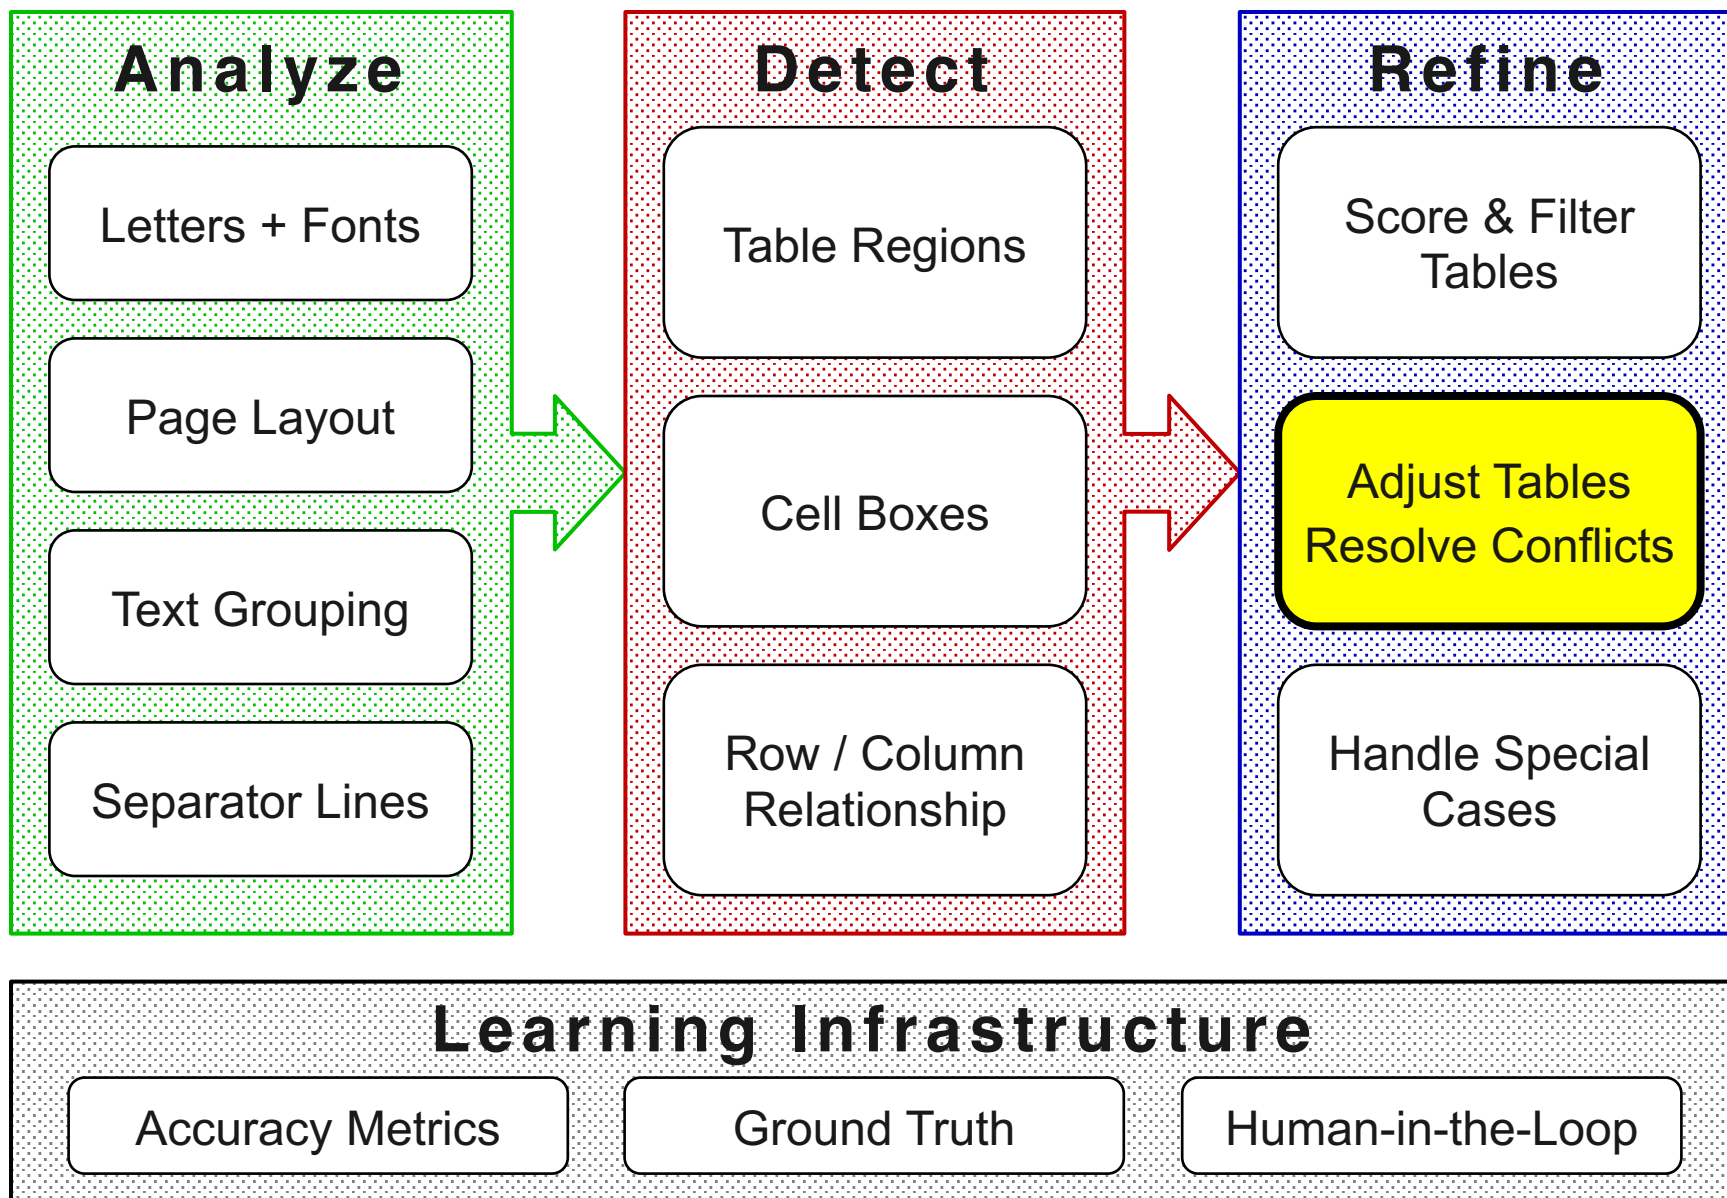 Analyze
Letters + Fonts
Page Layout
Text Grouping
Separator Lines
Detect
Table Regions
Cell Boxes
Row / Column
Relationship
Refine
Score & Filter
Tables
Adjust Tables
Resolve Conflicts
Handle Special
Cases
Learning Infrastructure
Accuracy Metrics
Ground Truth
Human-in-the-Loop